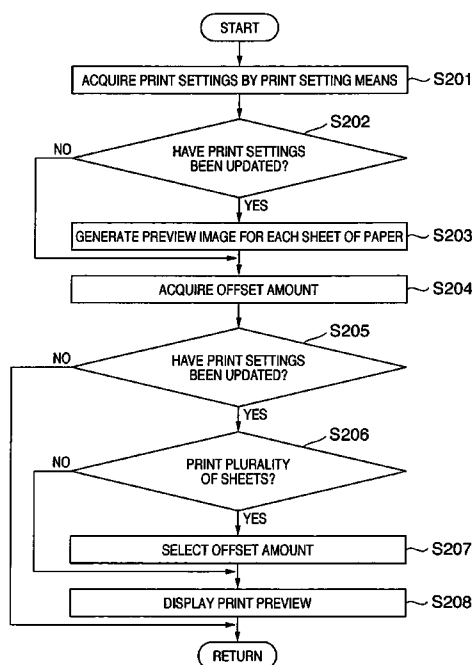 START
ACQUIRE PRINT SETTINGS BY PRINT SETTING MEANS
S201
S202
NO
HAVE PRINT SETTINGS
BEEN UPDATED?
YES
GENERATE PREVIEW IMAGE FOR EACH SHEET OF PAPER
S203
ACQUIRE OFFSET AMOUNT
S204
S205
NO
HAVE PRINT SETTINGS
BEEN UPDATED?
YES
S206
NO
PRINT PLURALITY
OF SHEETS?
YES
SELECT OFFSET AMOUNT
S207
DISPLAY PRINT PREVIEW
S208
RETURN